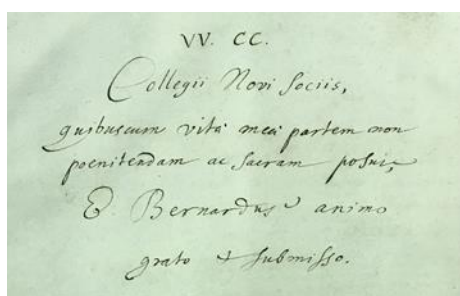 VV. CC.
Collegii Novi Sociis,
quibuscum vitæ meæ partem non
poenitendam ac sacram posui,
E. Bernardus animo
grato & submisso.